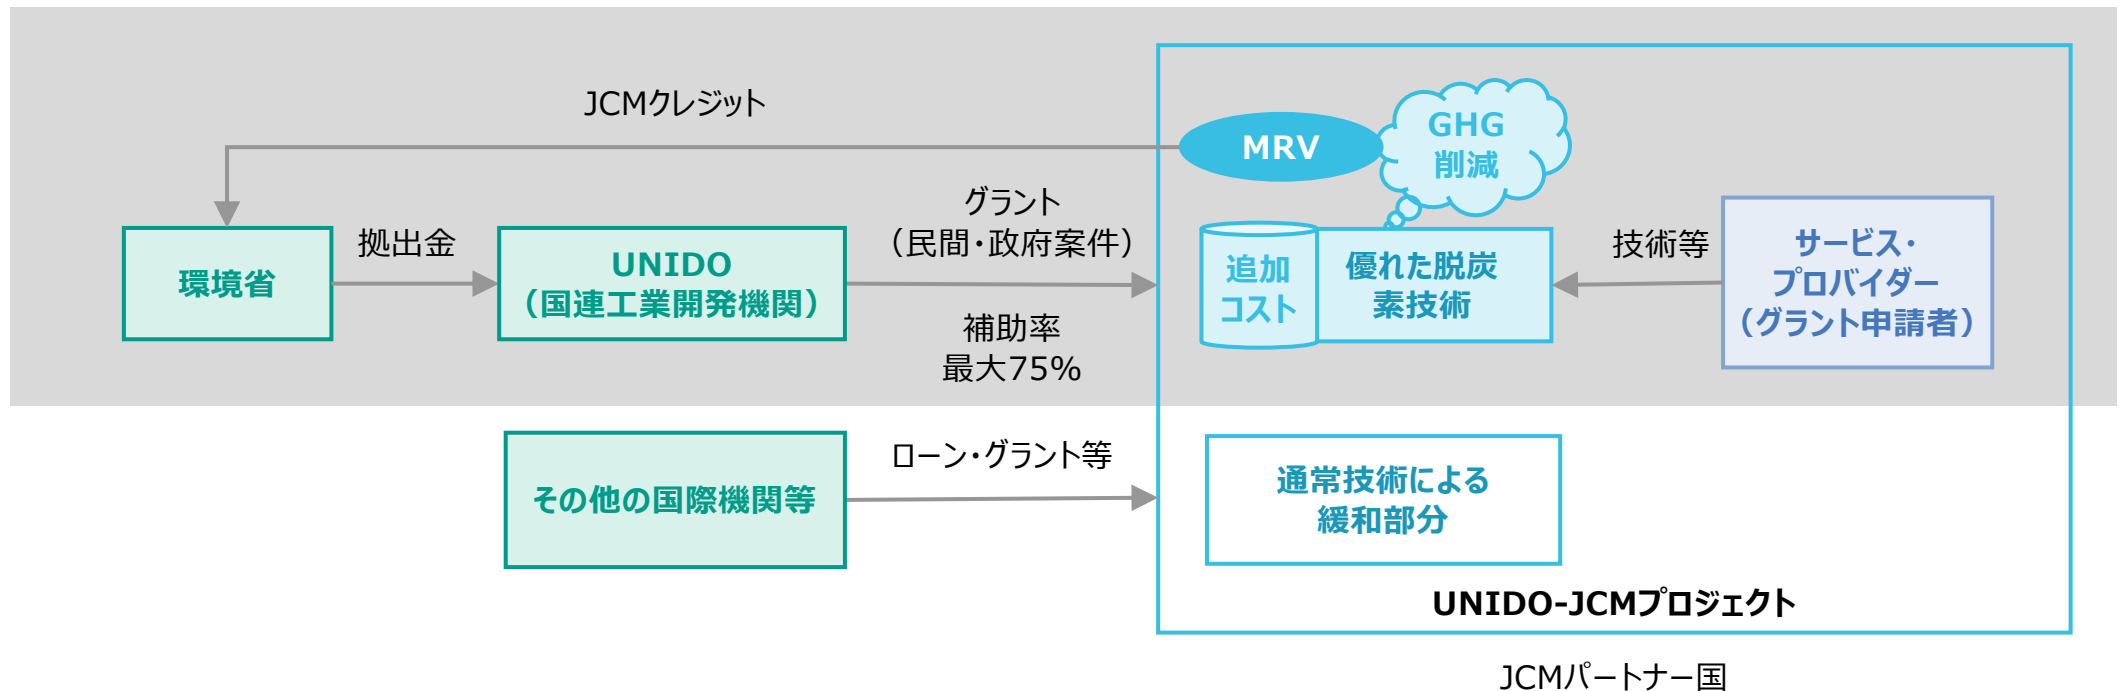 JCMクレジット
MRV
GHG
削減
環境省
拠出金
UNIDO
（国連工業開発機関）
グラント
（民間・政府案件）
補助率
最大75%
追加
コスト
優れた脱炭
素技術
技術等
サービス・
プロバイダー
（グラント申請者）
その他の国際機関等
ローン・グラント等
通常技術による
緩和部分
UNIDO-JCMプロジェクト
JCMパートナー国